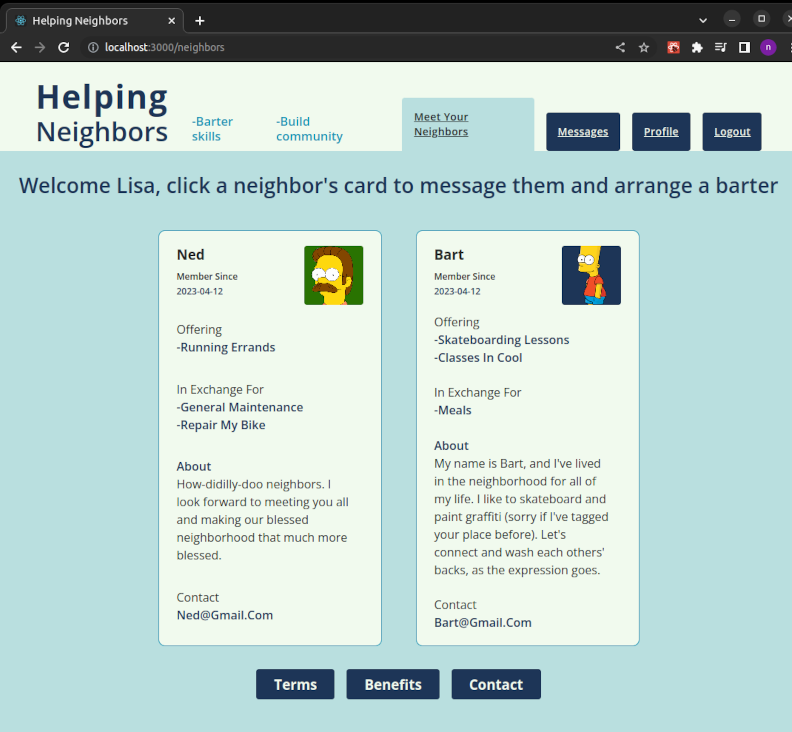 Helping Neighbors
localhost:3000/neighbors
n
Helping
Neighbors
-Barter
skills
-Build
community
Meet Your
Neighbors
Messages
Profile
Logout
Welcome Lisa, click a neighbor's card to message them and arrange a barter
Ned
Member Since
2023-04-12
Offering
-Running Errands
In Exchange For
-General Maintenance
-Repair My Bike
About
How-didilly-doo neighbors. I
look forward to meeting you all
and making our blessed
neighborhood that much more
blessed.
Contact
Ned@Gmail.Com
Bart
Member Since
2023-04-12
Offering
-Skateboarding Lessons
-Classes In Cool
In Exchange For
-Meals
About
My name is Bart, and I've lived
in the neighborhood for all of
my life. I like to skateboard and
paint graffiti (sorry if I've tagged
your place before). Let's
connect and wash each others'
backs, as the expression goes.
Contact
Bart@Gmail.Com
Terms
Benefits
Contact